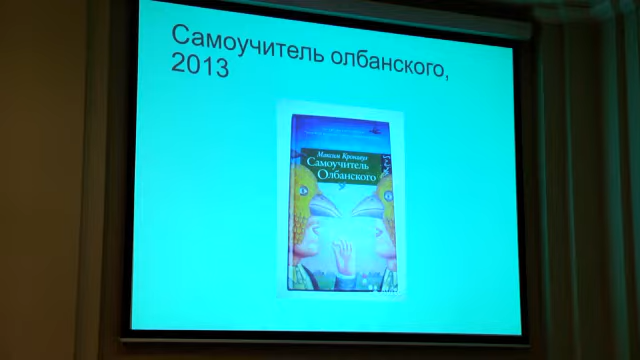 Самоучитель олбанского,
2013
Максим Кронгауз
Самоучитель
Олбанского